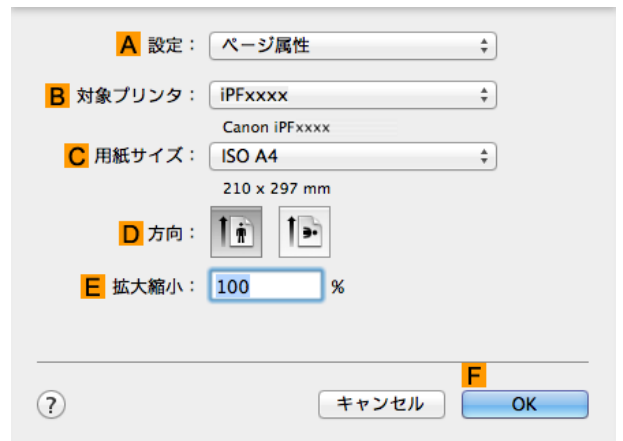 A 設定： ページ属性
B 対象プリンタ： iPFxxxx
Canon iPFxxxx
C 用紙サイズ： ISO A4
210 x 297 mm
D 方向：
E 拡大縮小： 100 %
F
? キャンセル OK